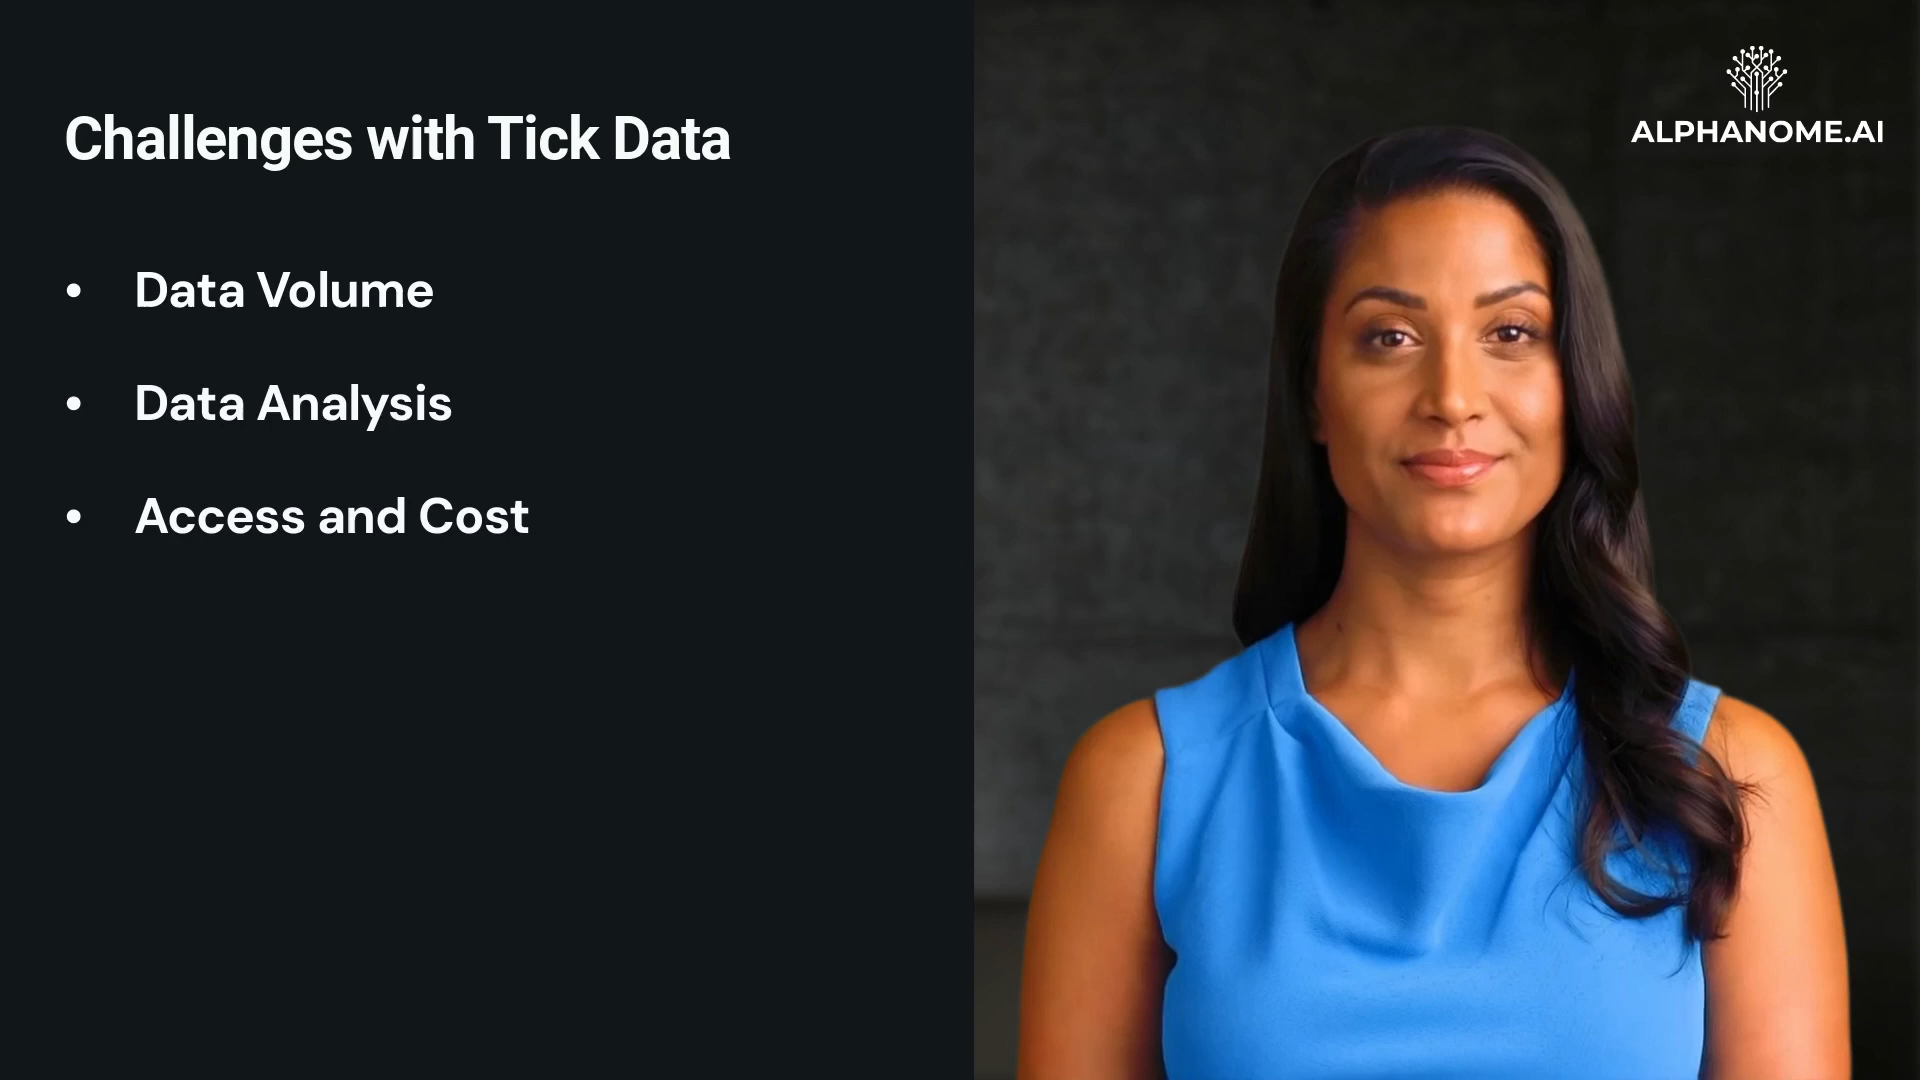 Challenges with Tick Data
• Data Volume
• Data Analysis
• Access and Cost
ALPHANOME.AI